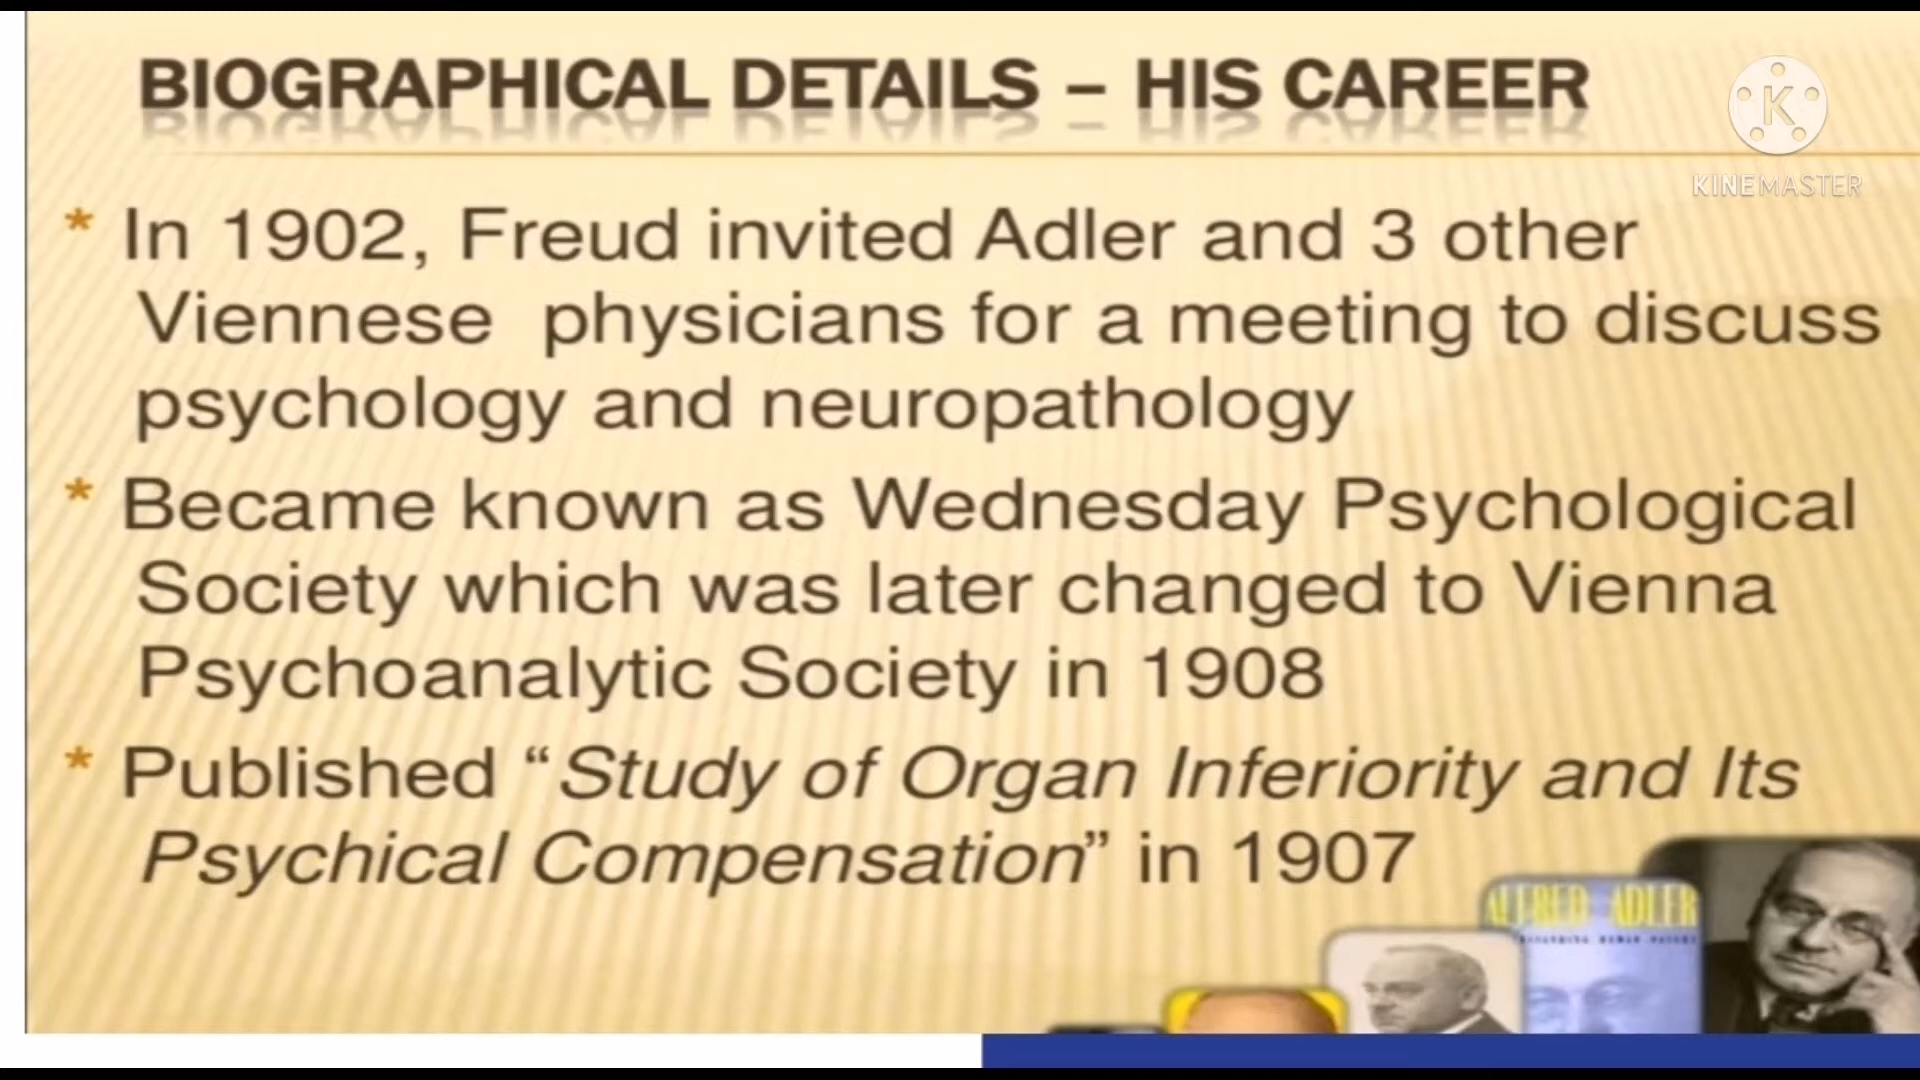 BIOGRAPHICAL DETAILS – HIS CAREER
K
KINEMASTER
* In 1902, Freud invited Adler and 3 other
Viennese physicians for a meeting to discuss
psychology and neuropathology
* Became known as Wednesday Psychological
Society which was later changed to Vienna
Psychoanalytic Society in 1908
* Published “Study of Organ Inferiority and Its
Psychical Compensation” in 1907
ALFRED ADLER